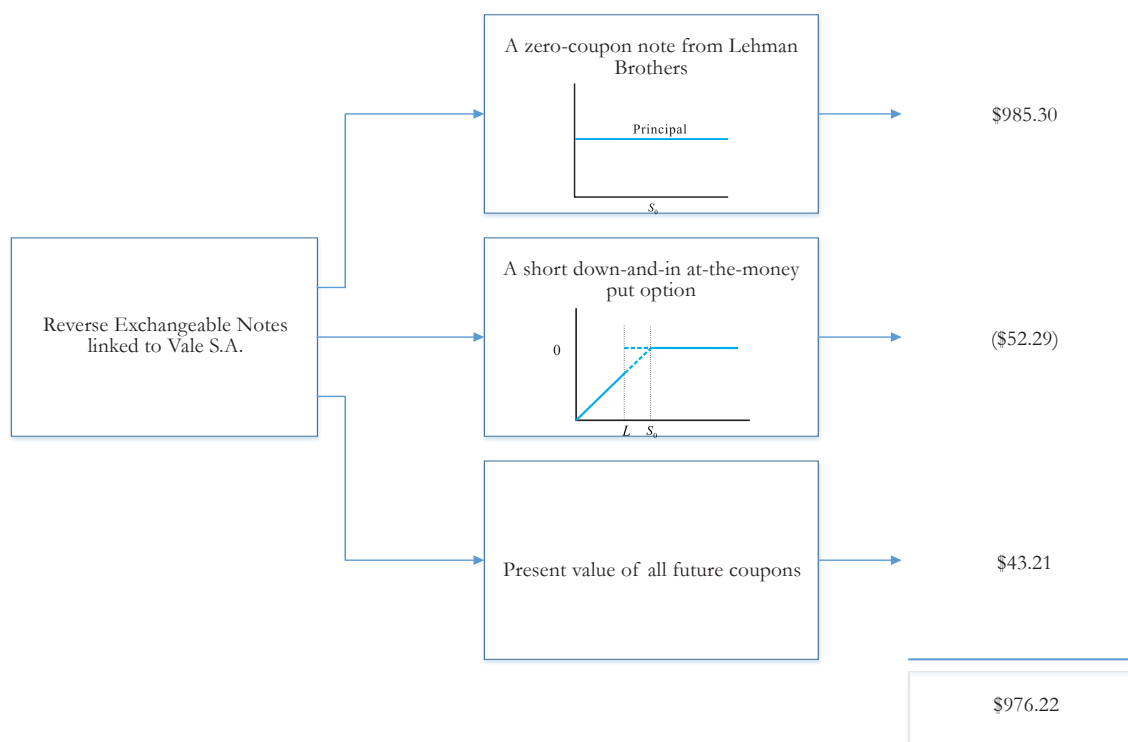 A zero-coupon note from Lehman
Brothers
Principal
S₀
$985.30
Reverse Exchangeable Notes
linked to Vale S.A.
A short down-and-in at-the-money
put option
0
L S₀
($52.29)
Present value of all future coupons
$43.21
$976.22